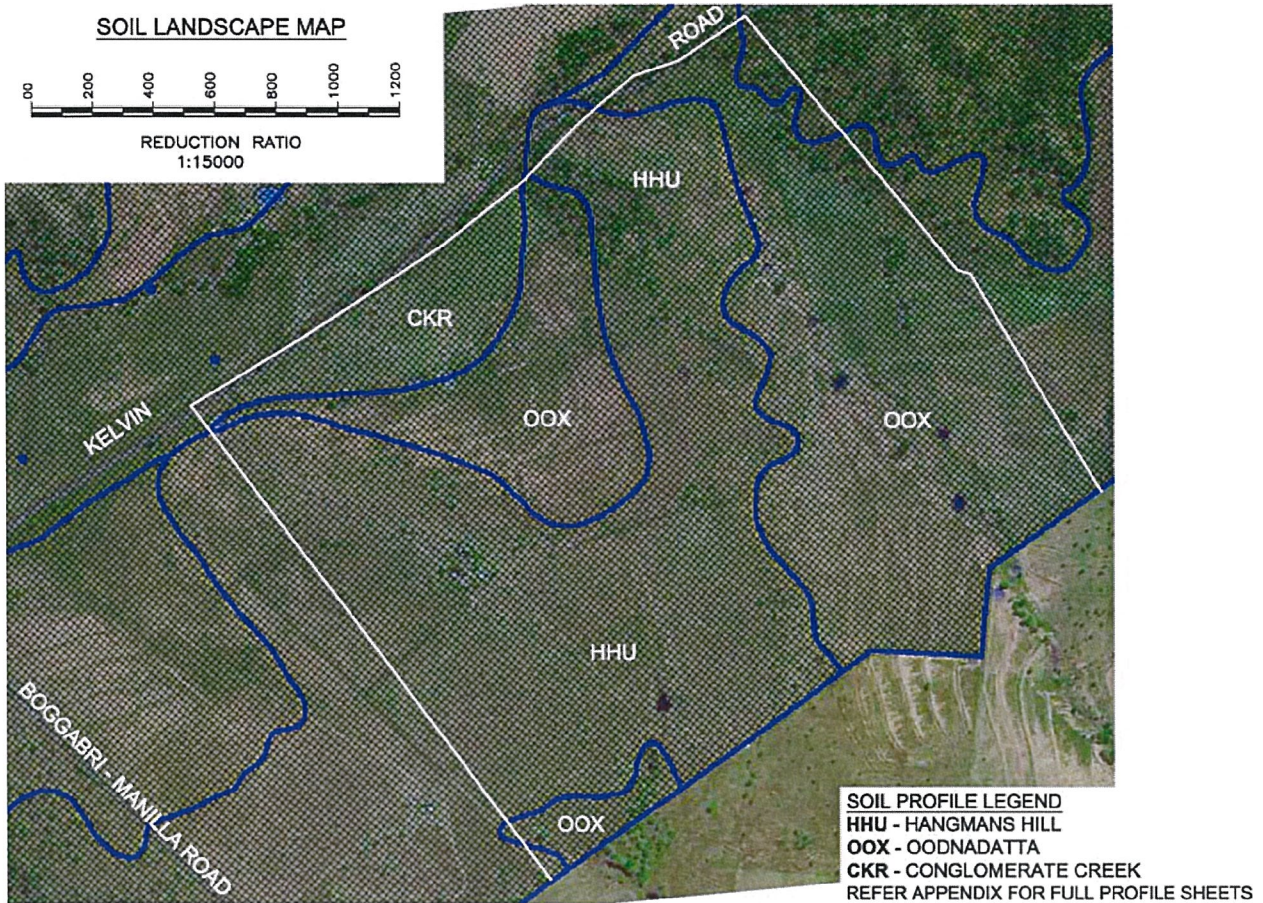 SOIL LANDSCAPE MAP
00 200 400 600 800 1000 1200
REDUCTION RATIO
1:15000
ROAD
HHU
CKR
KELVIN
OOX
OOX
HHU
BOGGABRI - MANILLA ROAD
OOX
SOIL PROFILE LEGEND
HHU - HANGMANS HILL
OOX - OODNADATTA
CKR - CONGLOMERATE CREEK
REFER APPENDIX FOR FULL PROFILE SHEETS